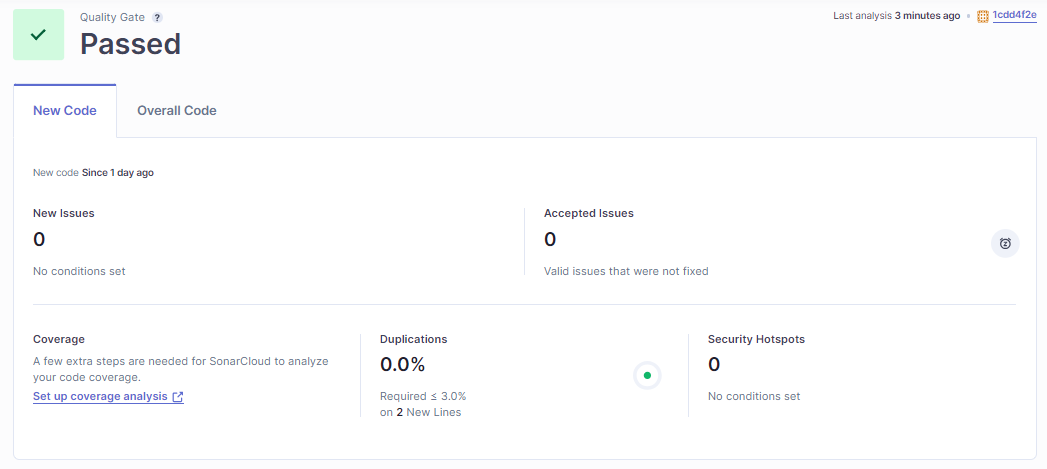 Quality Gate ?
Passed
Last analysis 3 minutes ago • 1cdd4f2e
New Code
Overall Code
New code Since 1 day ago
New Issues
0
No conditions set
Accepted Issues
0
Valid issues that were not fixed
Coverage
A few extra steps are needed for SonarCloud to analyze
your code coverage.
Set up coverage analysis
Duplications
0.0%
Required ≤ 3.0%
on 2 New Lines
Security Hotspots
0
No conditions set